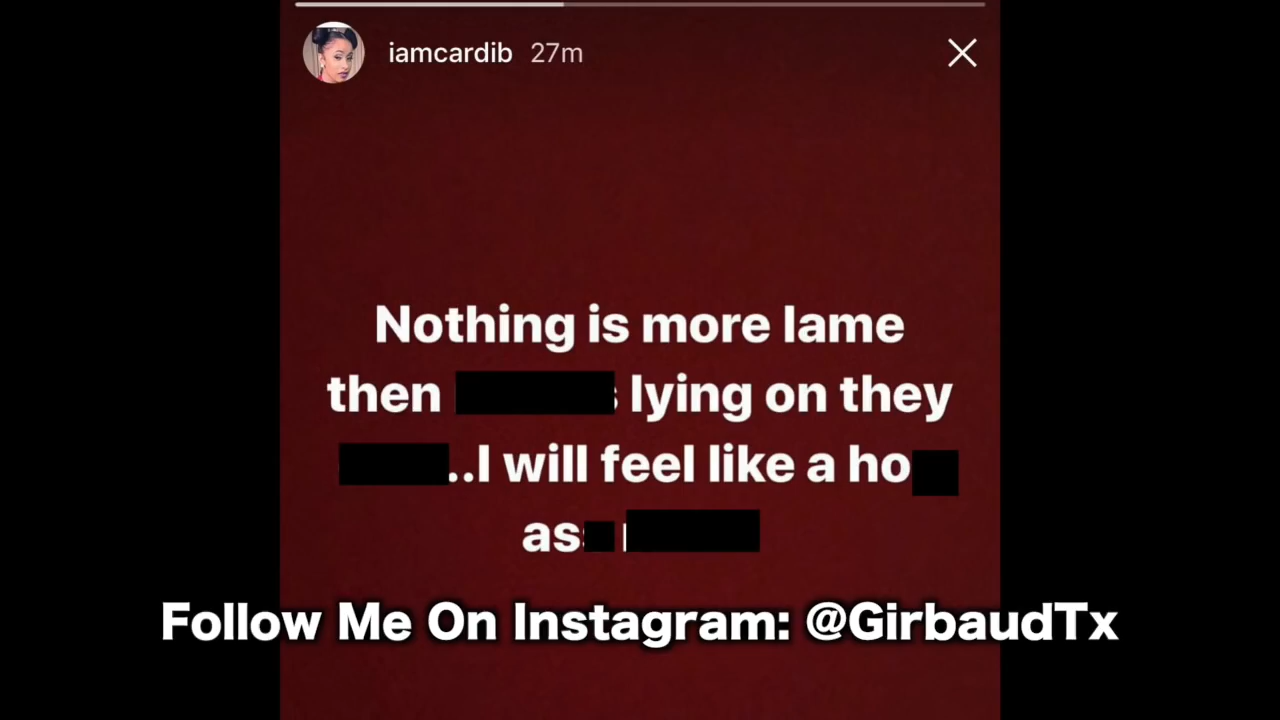 iamcardib 27m
Nothing is more lame
then lying on they
..I will feel like a ho
as
Follow Me On Instagram: @GirbaudTx